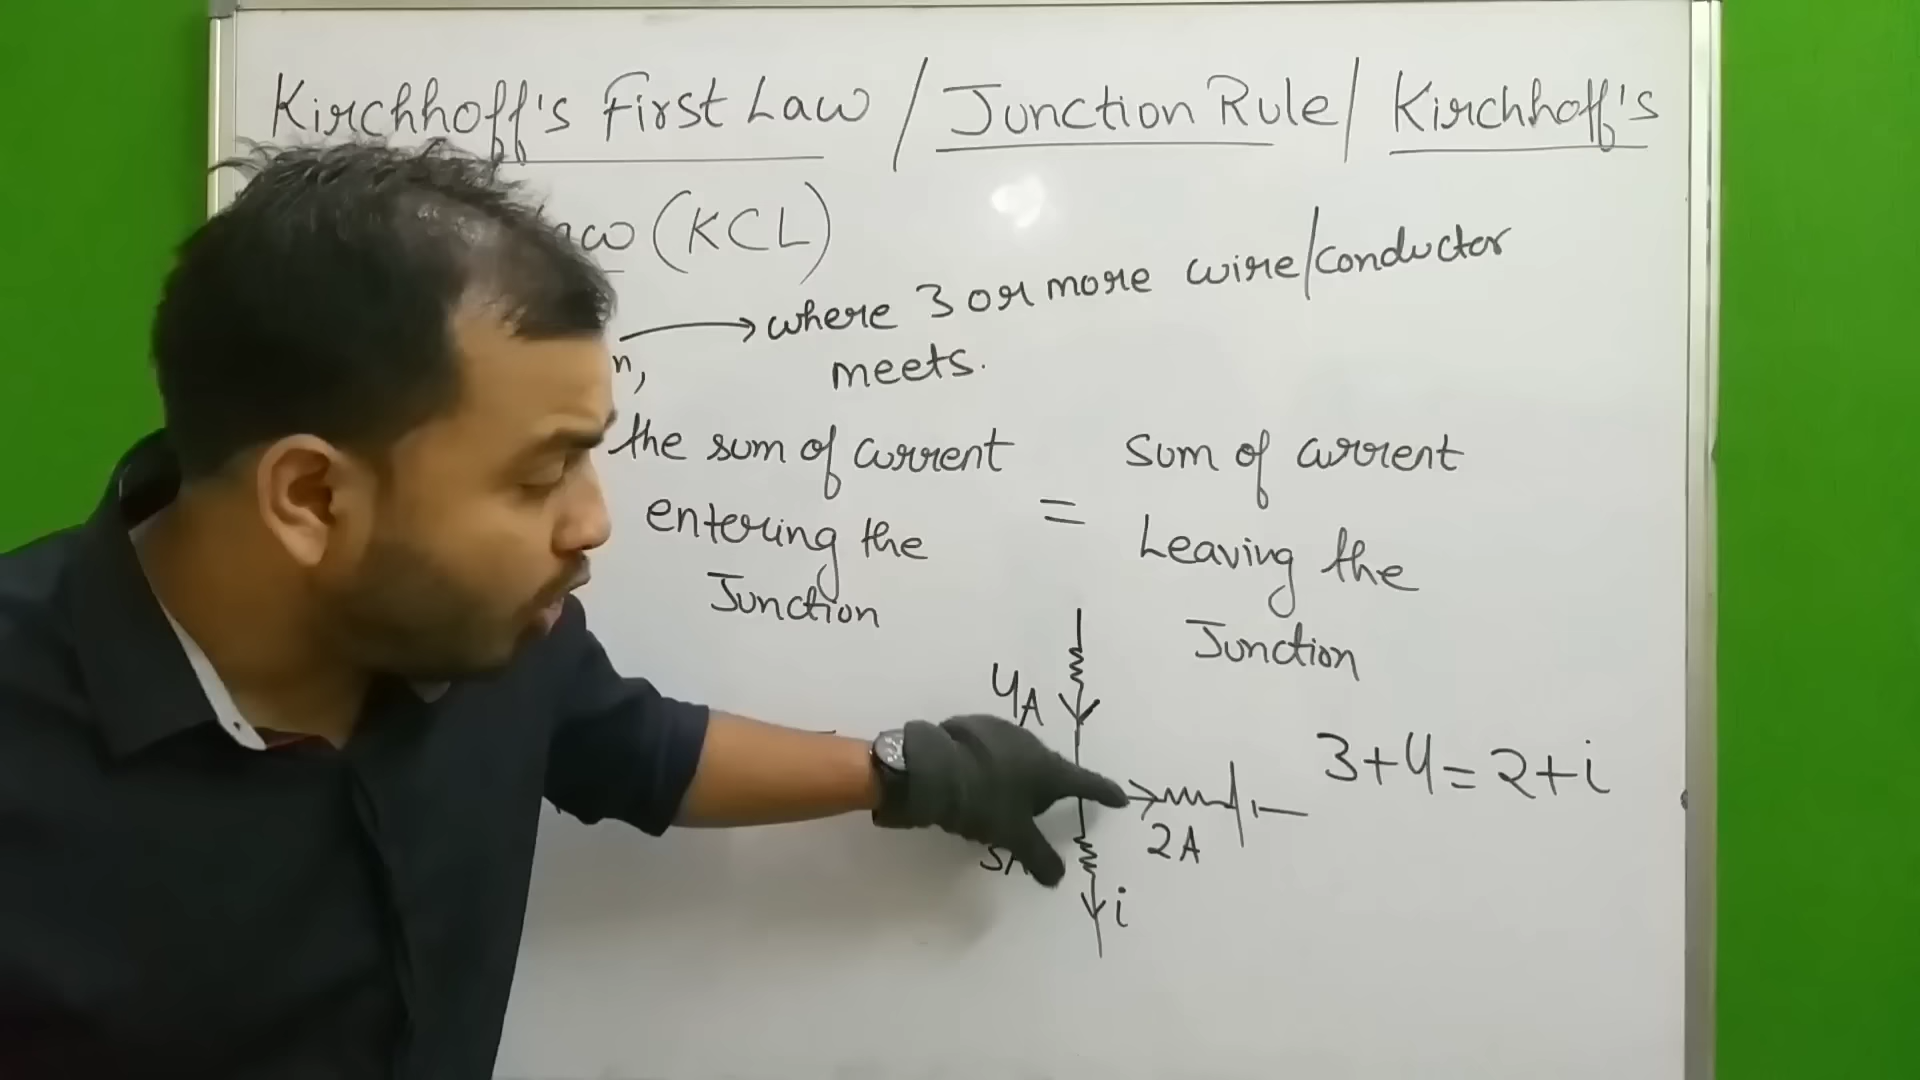 Kirchhoff's First Law / Junction Rule / Kirchhoff's
(KCL)
→ where 3 or more wire/conductor
meets.
the sum of current
entering the
Junction
=
sum of current
Leaving the
Junction
4A
3+4=2+i
2A
i